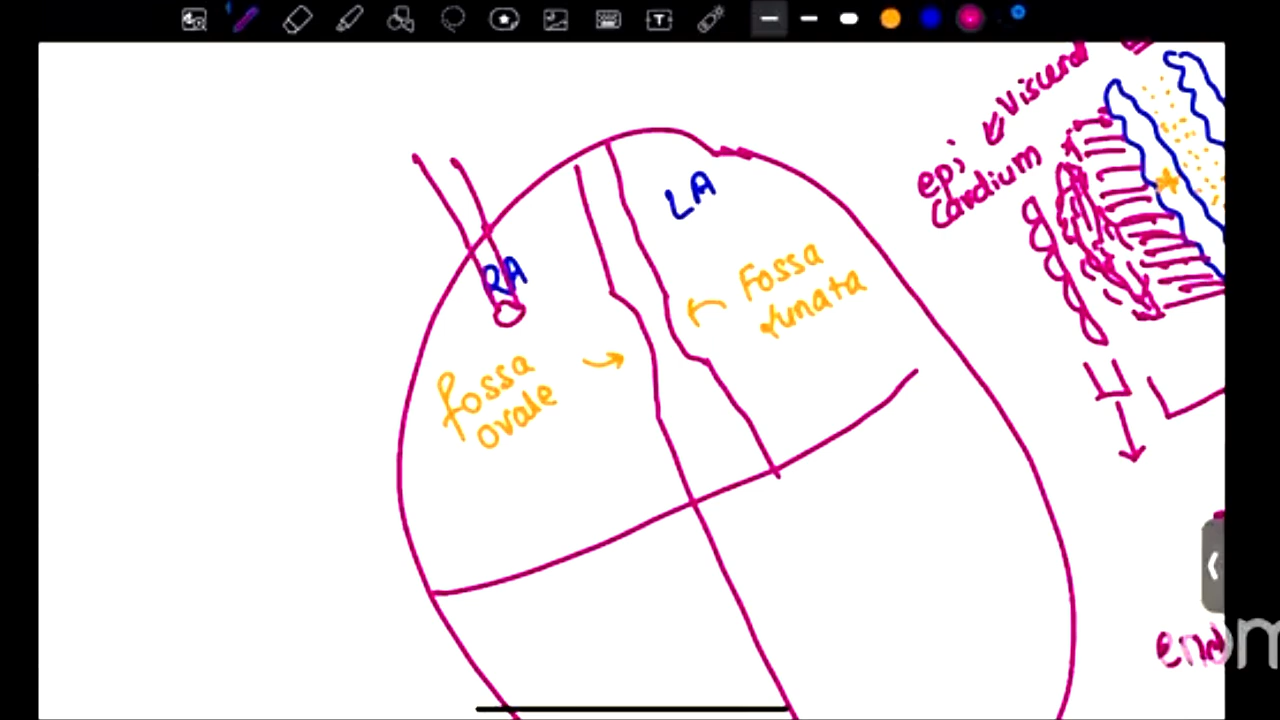 Visceral
epi
cardium
LA
RA
Fossa
lunata
fossa
ovale
end